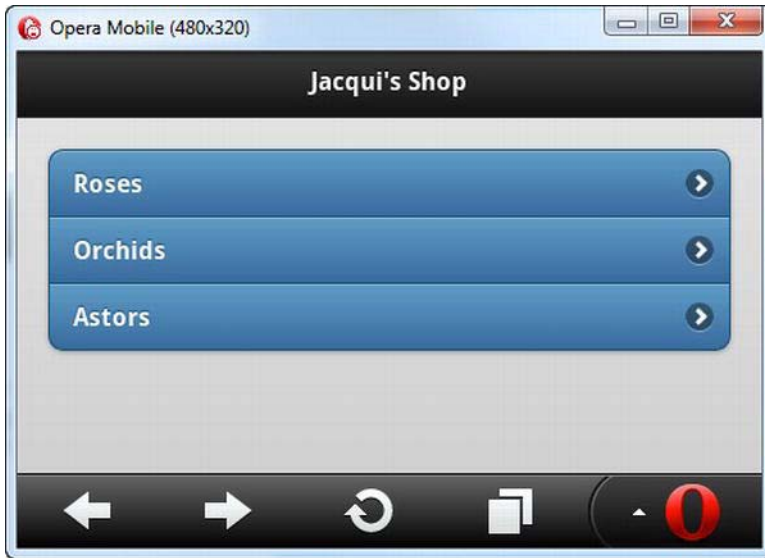 Opera Mobile (480x320)
Jacqui's Shop
Roses
Orchids
Astors